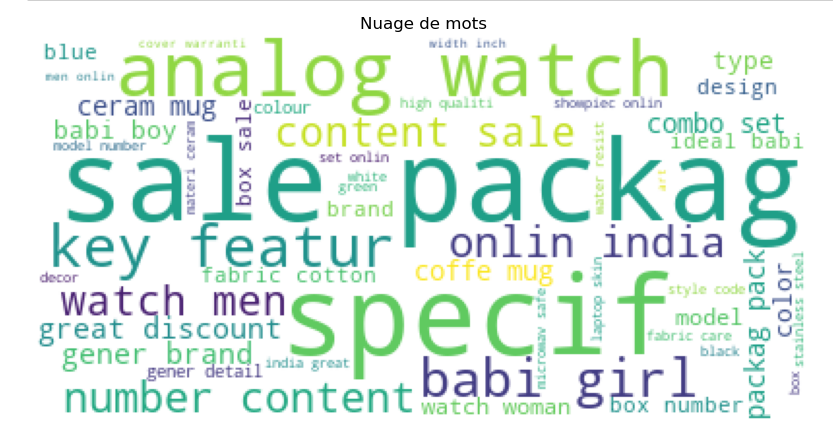 Nuage de mots
cover warranti
width inch
blue
analog watch
type
men onlin
design
ceram mug
colour
high qualiti
showpiec onlin
babi boy
content sale
combo set
model number
ideal babi
materi ceram
box sale
set onlin
water resist
art
sale packag
white
green
brand
key featur
onlin india
decor
fabric cotton
coffe mug
laptop skin
packag pack
color
stainless steel
watch men
specif
style code
great discount
micromav safe
model
gener brand
fabric care
gener detail
india great
black
babi girl
box
number content
watch woman
box number